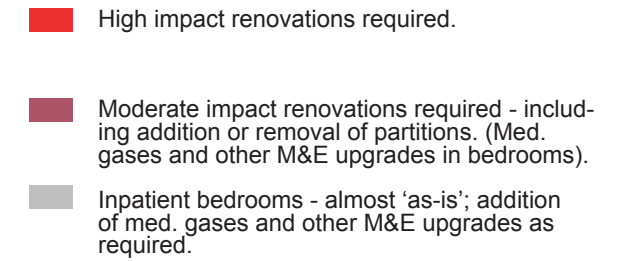 High impact renovations required.
Moderate impact renovations required - includ-
ing addition or removal of partitions. (Med.
gases and other M&E upgrades in bedrooms).
Inpatient bedrooms - almost ‘as-is’; addition
of med. gases and other M&E upgrades as
required.